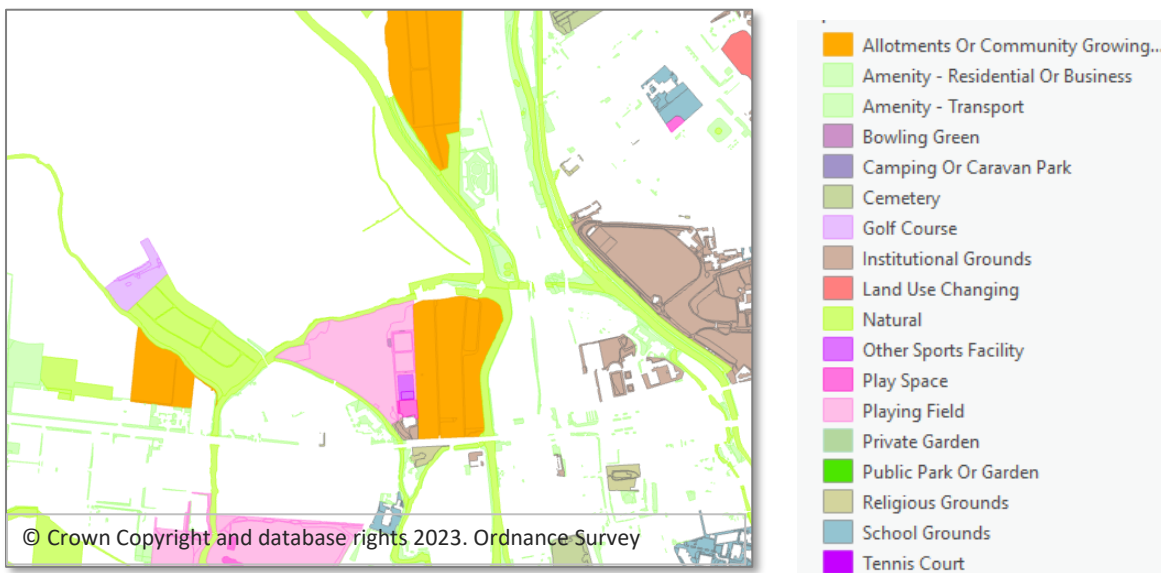 Allotments Or Community Growing...
Amenity - Residential Or Business
Amenity - Transport
Bowling Green
Camping Or Caravan Park
Cemetery
Golf Course
Institutional Grounds
Land Use Changing
Natural
Other Sports Facility
Play Space
Playing Field
Private Garden
Public Park Or Garden
Religious Grounds
School Grounds
Tennis Court
© Crown Copyright and database rights 2023. Ordnance Survey